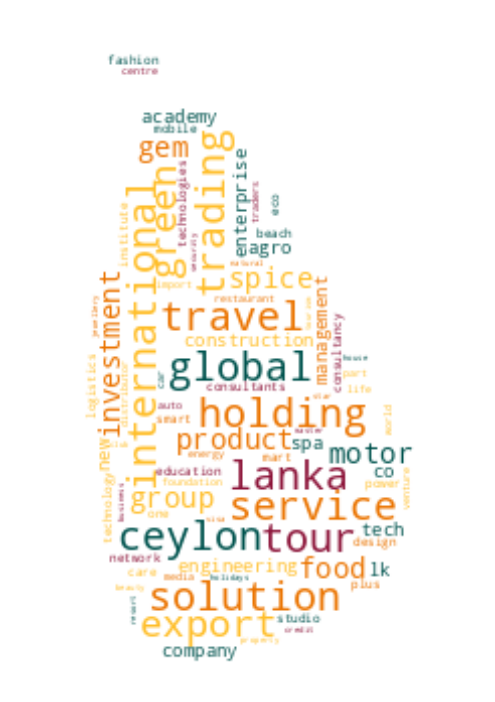 fashion
centre
academy
mobile
gem
trading
green
international
technologies
security
enterprise
traders
eco
beach
agro
natural
institute
import
spice
restaurant
travel
construction
management
consultancy
investment
jewellery
global
consultants
house
part
life
logistics
distributor
car
auto
smart
holding
star
world
product
spa
master
motor
co
energy
mart
new
education
foundation
lanka
power
venture
technology
business
group
service
one
visa
ceylon
tour
tech
design
network
engineering
food
lk
care
media
holidays
plus
beauty
solution
resort
export
studio
credit
property
company